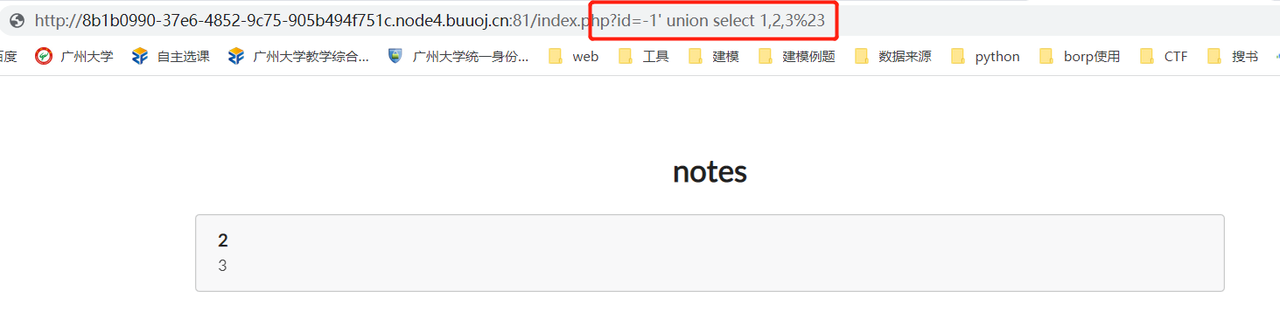 http://8b1b0990-37e6-4852-9c75-905b494f751c.node4.buuoj.cn:81/index.php?id=-1' union select 1,2,3%23
百度 广州大学 自主选课 广州大学教学综合... 广州大学统一身份... web 工具 建模 建模例题 数据来源 python borp使用 CTF 搜书
notes
2
3